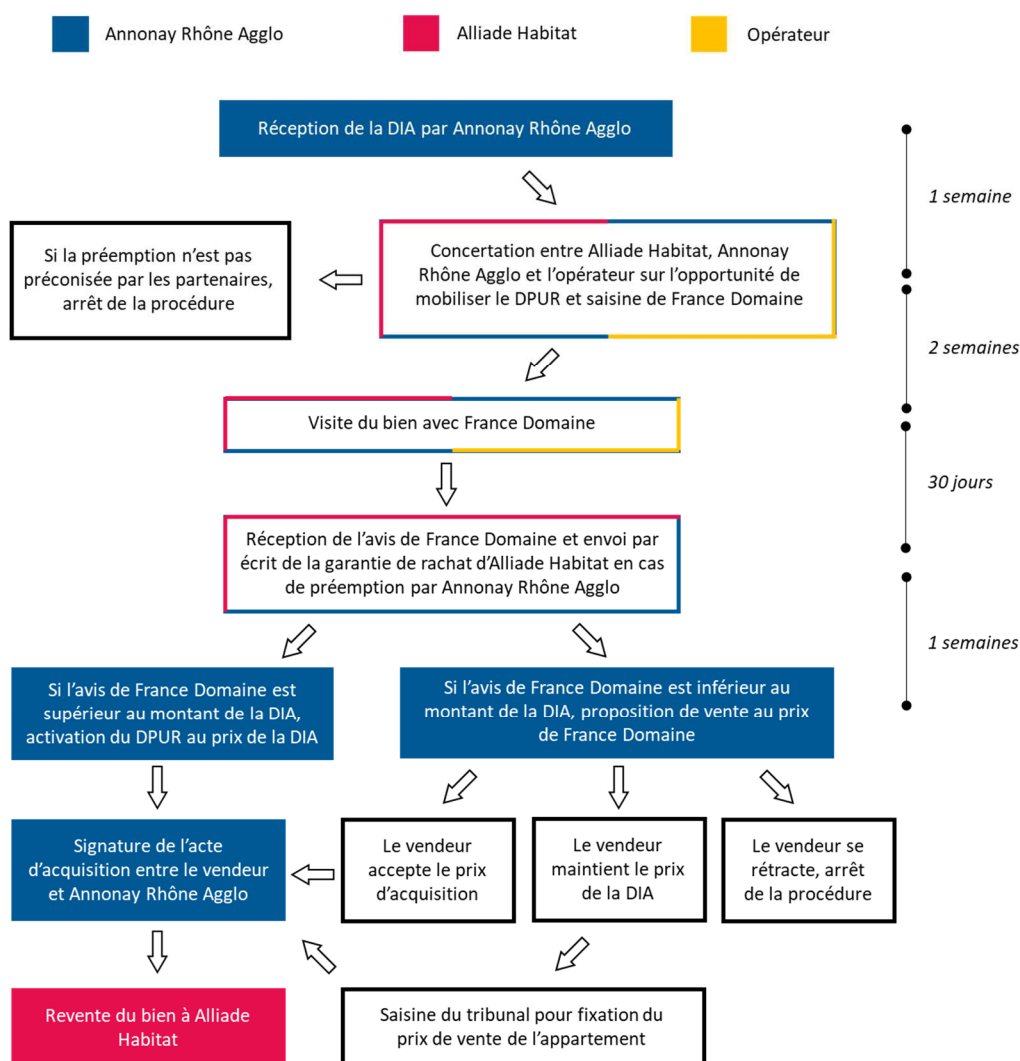 Annonay Rhône Agglo
Alliade Habitat
Opérateur
Réception de la DIA par Annonay Rhône Agglo
1 semaine
Si la préemption n'est pas
préconisée par les partenaires,
arrêt de la procédure
Concertation entre Alliade Habitat, Annonay
Rhône Agglo et l'opérateur sur l'opportunité de
mobiliser le DPUR et saisine de France Domaine
2 semaines
Visite du bien avec France Domaine
30 jours
Réception de l'avis de France Domaine et envoi par
écrit de la garantie de rachat d'Alliade Habitat en cas
de préemption par Annonay Rhône Agglo
1 semaines
Si l'avis de France Domaine est
supérieur au montant de la DIA,
activation du DPUR au prix de la DIA
Si l'avis de France Domaine est inférieur au
montant de la DIA, proposition de vente au prix
de France Domaine
Signature de l'acte
d'acquisition entre le vendeur
et Annonay Rhône Agglo
Le vendeur
accepte le prix
d'acquisition
Le vendeur
maintient le prix
de la DIA
Le vendeur se
rétracte, arrêt
de la procédure
Revente du bien à Alliade
Habitat
Saisine du tribunal pour fixation du
prix de vente de l'appartement